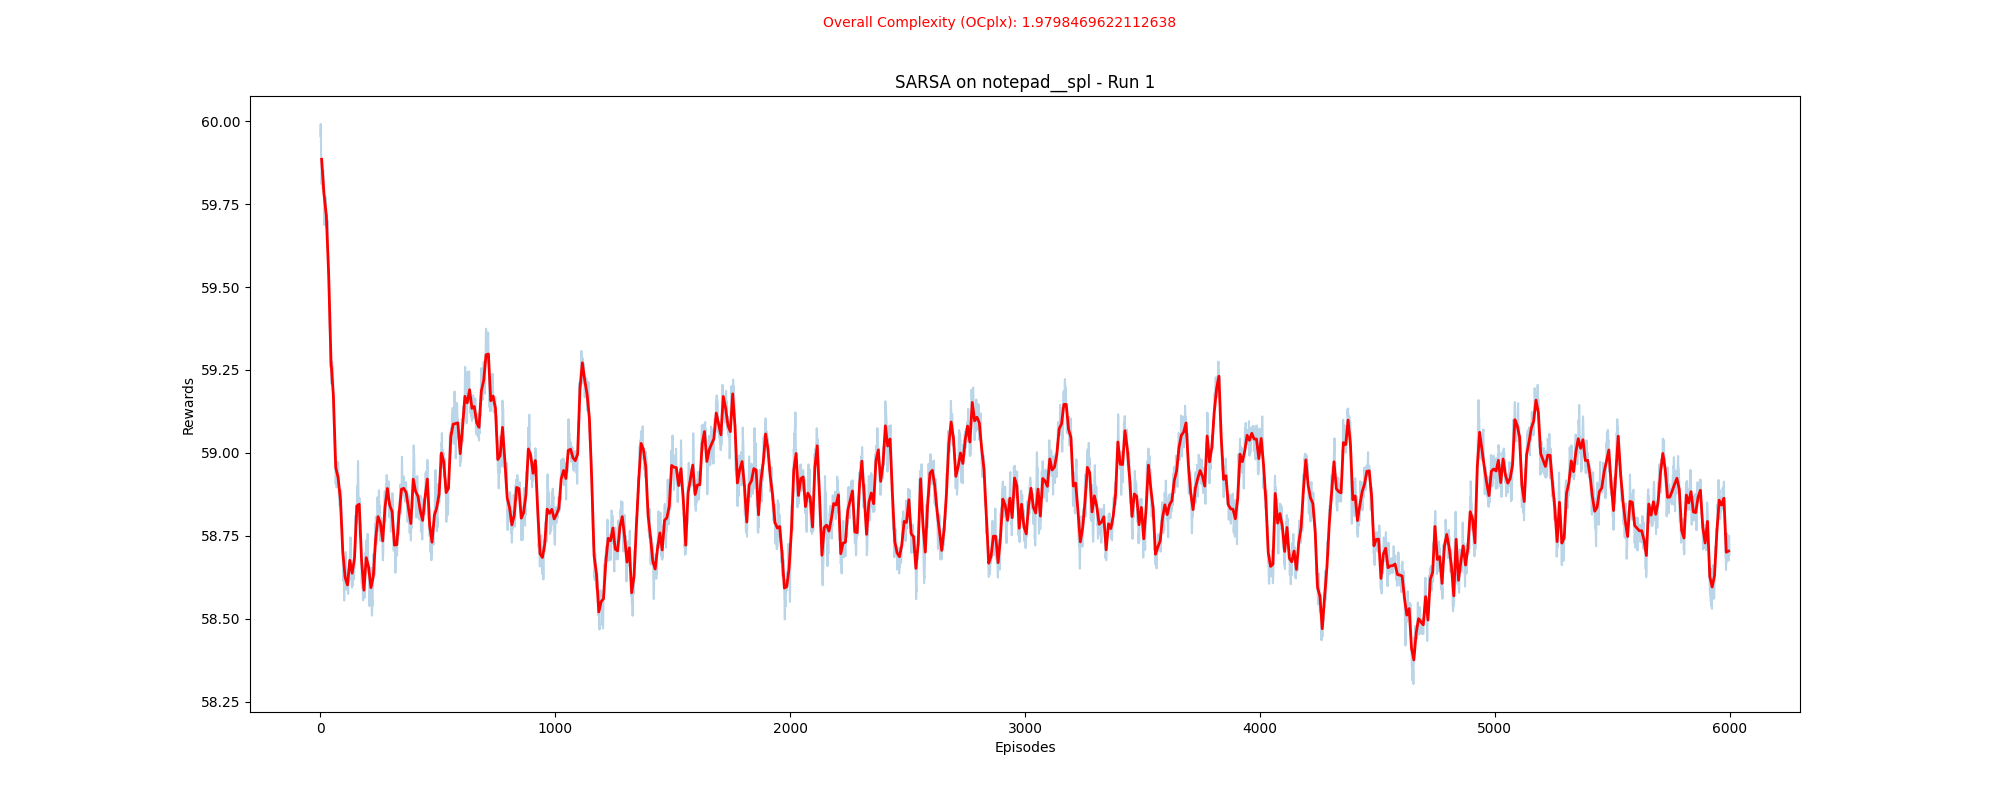 Overall Complexity (OCplx): 1.9798469622112638
SARSA on notepad__spl - Run 1
60.00
59.75
59.50
59.25
59.00
58.75
58.50
58.25
Rewards
0 1000 2000 3000 4000 5000 6000
Episodes